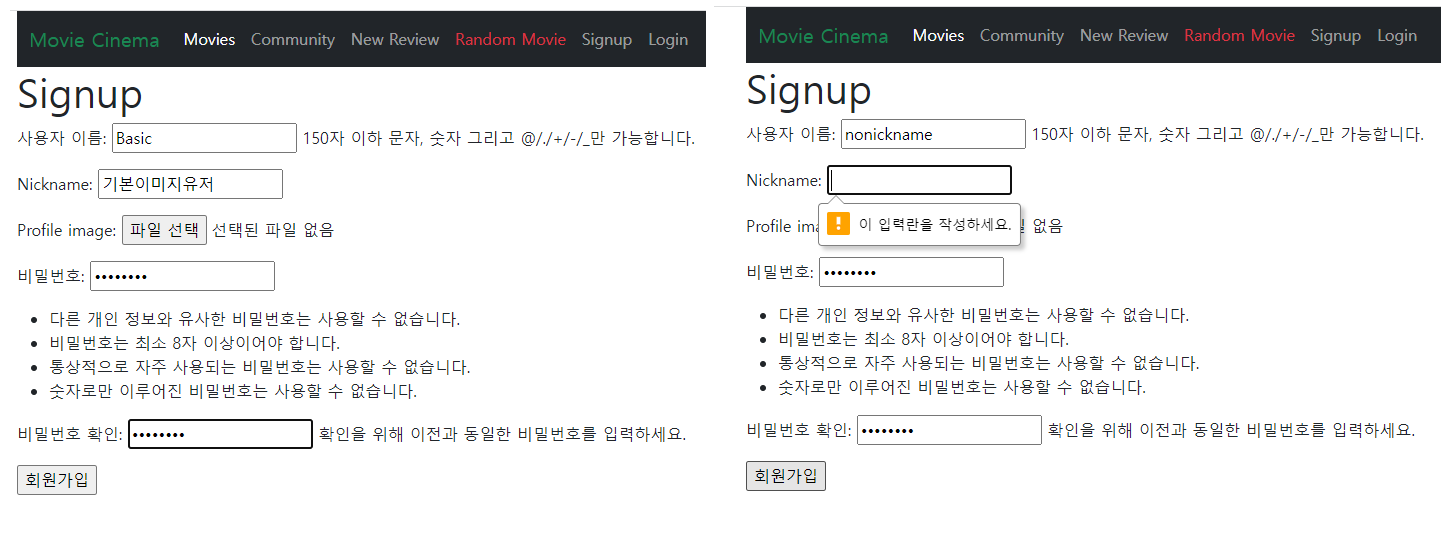 Movie Cinema Movies Community New Review Random Movie Signup Login
Signup
사용자 이름: Basic 150자 이하 문자, 숫자 그리고 @/./+/-/_만 가능합니다.
Nickname: 기본이미지유저
Profile image: 파일 선택 선택된 파일 없음
비밀번호: ••••••••
• 다른 개인 정보와 유사한 비밀번호는 사용할 수 없습니다.
• 비밀번호는 최소 8자 이상이어야 합니다.
• 통상적으로 자주 사용되는 비밀번호는 사용할 수 없습니다.
• 숫자로만 이루어진 비밀번호는 사용할 수 없습니다.
비밀번호 확인: •••••••• 확인을 위해 이전과 동일한 비밀번호를 입력하세요.
회원가입
Movie Cinema Movies Community New Review Random Movie Signup Login
Signup
사용자 이름: nonickname 150자 이하 문자, 숫자 그리고 @/./+/-/_만 가능합니다.
Nickname:
이 입력란을 작성하세요.
Profile 없음
비밀번호: ••••••••
• 다른 개인 정보와 유사한 비밀번호는 사용할 수 없습니다.
• 비밀번호는 최소 8자 이상이어야 합니다.
• 통상적으로 자주 사용되는 비밀번호는 사용할 수 없습니다.
• 숫자로만 이루어진 비밀번호는 사용할 수 없습니다.
비밀번호 확인: •••••••• 확인을 위해 이전과 동일한 비밀번호를 입력하세요.
회원가입